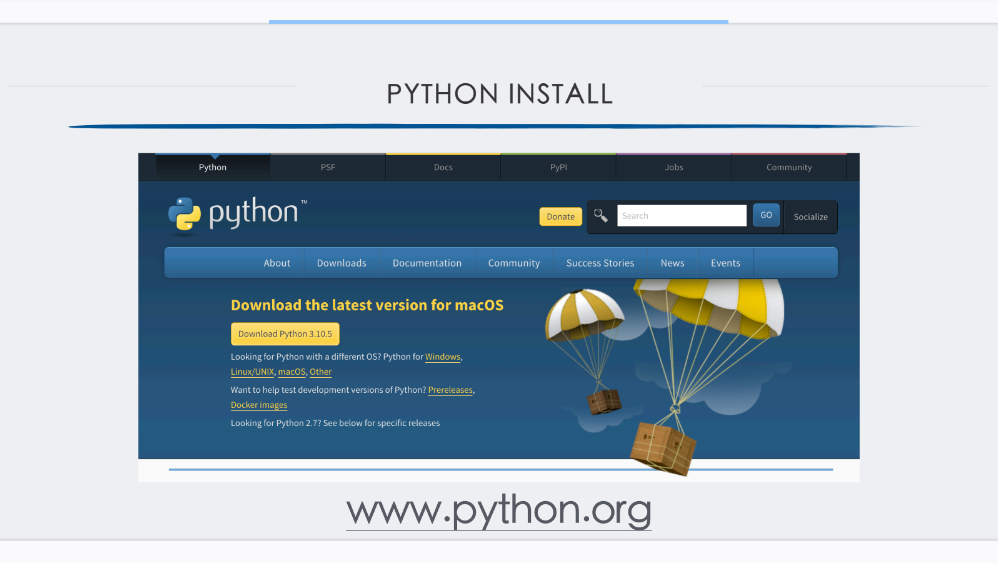 PYTHON INSTALL
Python PSF Docs PyPI Jobs Community
python™
Donate Search GO Socialize
About Downloads Documentation Community Success Stories News Events
Download the latest version for macOS
Download Python 3.10.5
Looking for Python with a different OS? Python for Windows,
Linux/UNIX, macOS, Other
Want to help test development versions of Python? Prereleases,
Docker images
Looking for Python 2.7? See below for specific releases
www.python.org